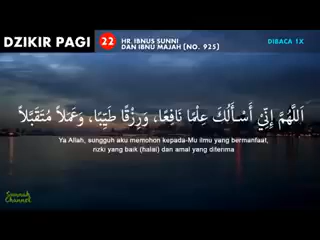 DZIKIR PAGI
22
HR. IBNUS SUNNI
DAN IBNU MAJAH (NO. 925)
DIBACA 1X
اَللَّهُمَّ إِنِّي أَسْأَلُكَ عِلْمًا نَافِعًا، وَرِزْقًا طَيِّبًا، وَعَمَلاً مُتَقَبَّلاً
Ya Allah, sungguh aku memohon kepada-Mu ilmu yang bermanfaat,
rizki yang baik (halal) dan amal yang diterima
Sunnah
Channel